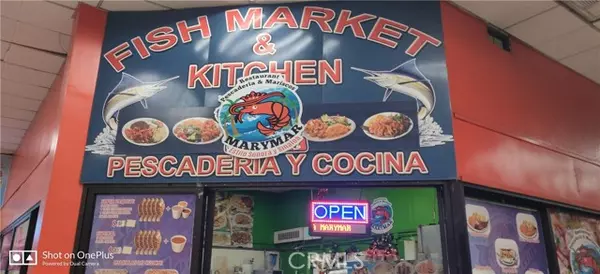 FISH MARKET
&
KITCHEN
Restaurant
Pescaderia & Mariscos
MARYMAR
PESCADERIA Y COCINA
OPEN
MARYMAR
Shot on OnePlus
Powered by Dual Camera
CRMLS